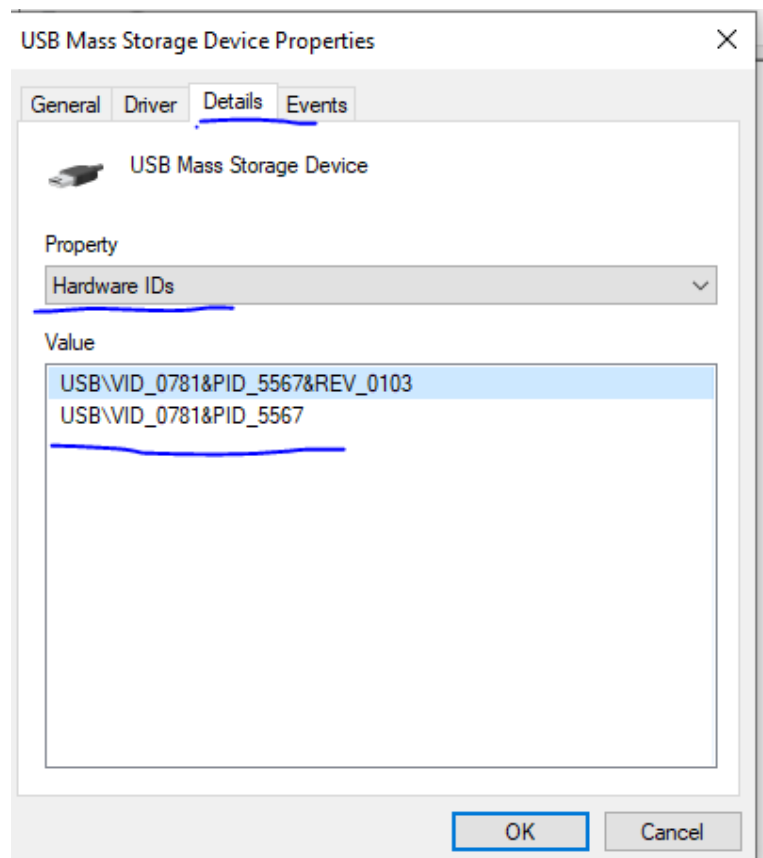 USB Mass Storage Device Properties
General Driver Details Events
USB Mass Storage Device
Property
Hardware IDs
Value
USB\VID_0781&PID_5567&REV_0103
USB\VID_0781&PID_5567
OK Cancel